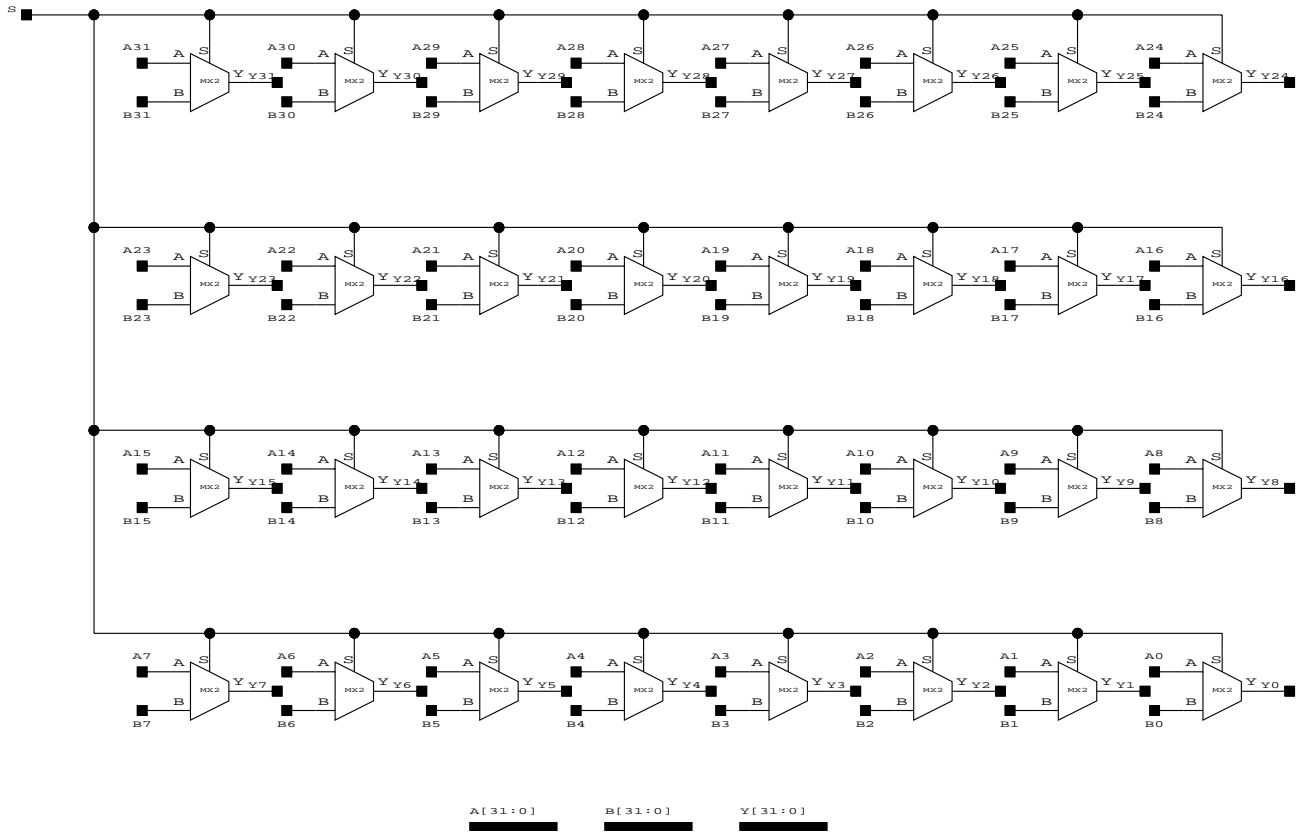 S
A31 A S A30 A S A29 A S A28 A S A27 A S A26 A S A25 A S A24 A S
MX2 Y Y31 MX2 Y Y30 MX2 Y Y29 MX2 Y Y28 MX2 Y Y27 MX2 Y Y26 MX2 Y Y25 MX2 Y Y24
B B B B B B B B
B31 B30 B29 B28 B27 B26 B25 B24
A23 A S A22 A S A21 A S A20 A S A19 A S A18 A S A17 A S A16 A S
MX2 Y Y23 MX2 Y Y22 MX2 Y Y21 MX2 Y Y20 MX2 Y Y19 MX2 Y Y18 MX2 Y Y17 MX2 Y Y16
B B B B B B B B
B23 B22 B21 B20 B19 B18 B17 B16
A15 A S A14 A S A13 A S A12 A S A11 A S A10 A S A9 A S A8 A S
MX2 Y Y15 MX2 Y Y14 MX2 Y Y13 MX2 Y Y12 MX2 Y Y11 MX2 Y Y10 MX2 Y Y9 MX2 Y Y8
B B B B B B B B
B15 B14 B13 B12 B11 B10 B9 B8
A7 A S A6 A S A5 A S A4 A S A3 A S A2 A S A1 A S A0 A S
MX2 Y Y7 MX2 Y Y6 MX2 Y Y5 MX2 Y Y4 MX2 Y Y3 MX2 Y Y2 MX2 Y Y1 MX2 Y Y0
B B B B B B B B
B7 B6 B5 B4 B3 B2 B1 B0
A[31:0] B[31:0] Y[31:0]